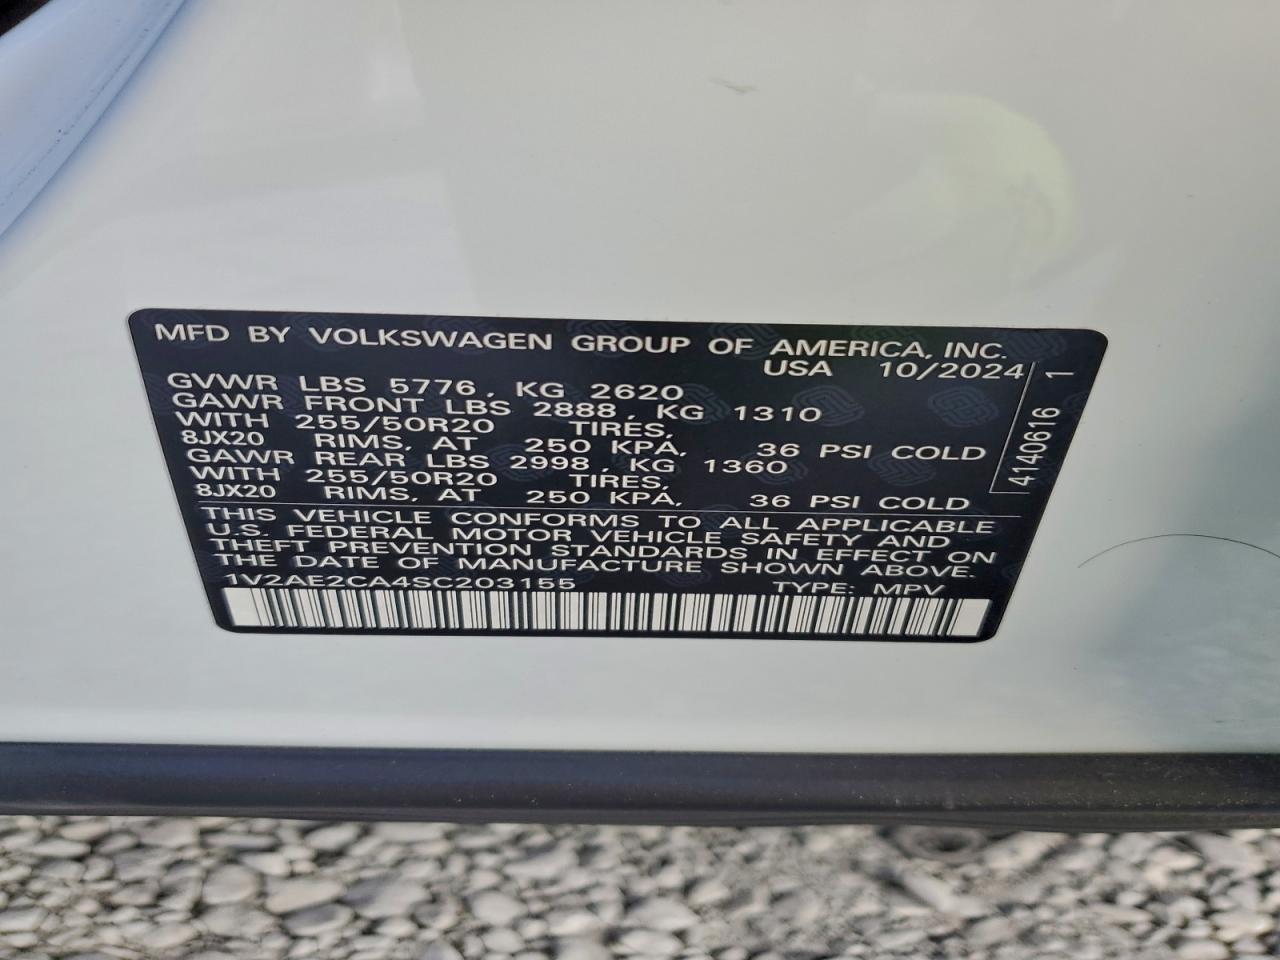 MFD BY VOLKSWAGEN GROUP OF AMERICA, INC.
USA 10/2024
GVWR LBS 5776, KG 2620
GAWR FRONT LBS 2888, KG 1310
WITH 255/50R20 TIRES,
8JX20 RIMS, AT 250 KPA, 36 PSI COLD
GAWR REAR LBS 2998, KG 1360
WITH 255/50R20 TIRES,
8JX20 RIMS, AT 250 KPA, 36 PSI COLD
THIS VEHICLE CONFORMS TO ALL APPLICABLE
U.S. FEDERAL MOTOR VEHICLE SAFETY AND
THEFT PREVENTION STANDARDS IN EFFECT ON
THE DATE OF MANUFACTURE SHOWN ABOVE.
1V2AE2CA4SC203155 TYPE: MPV
4140616 1